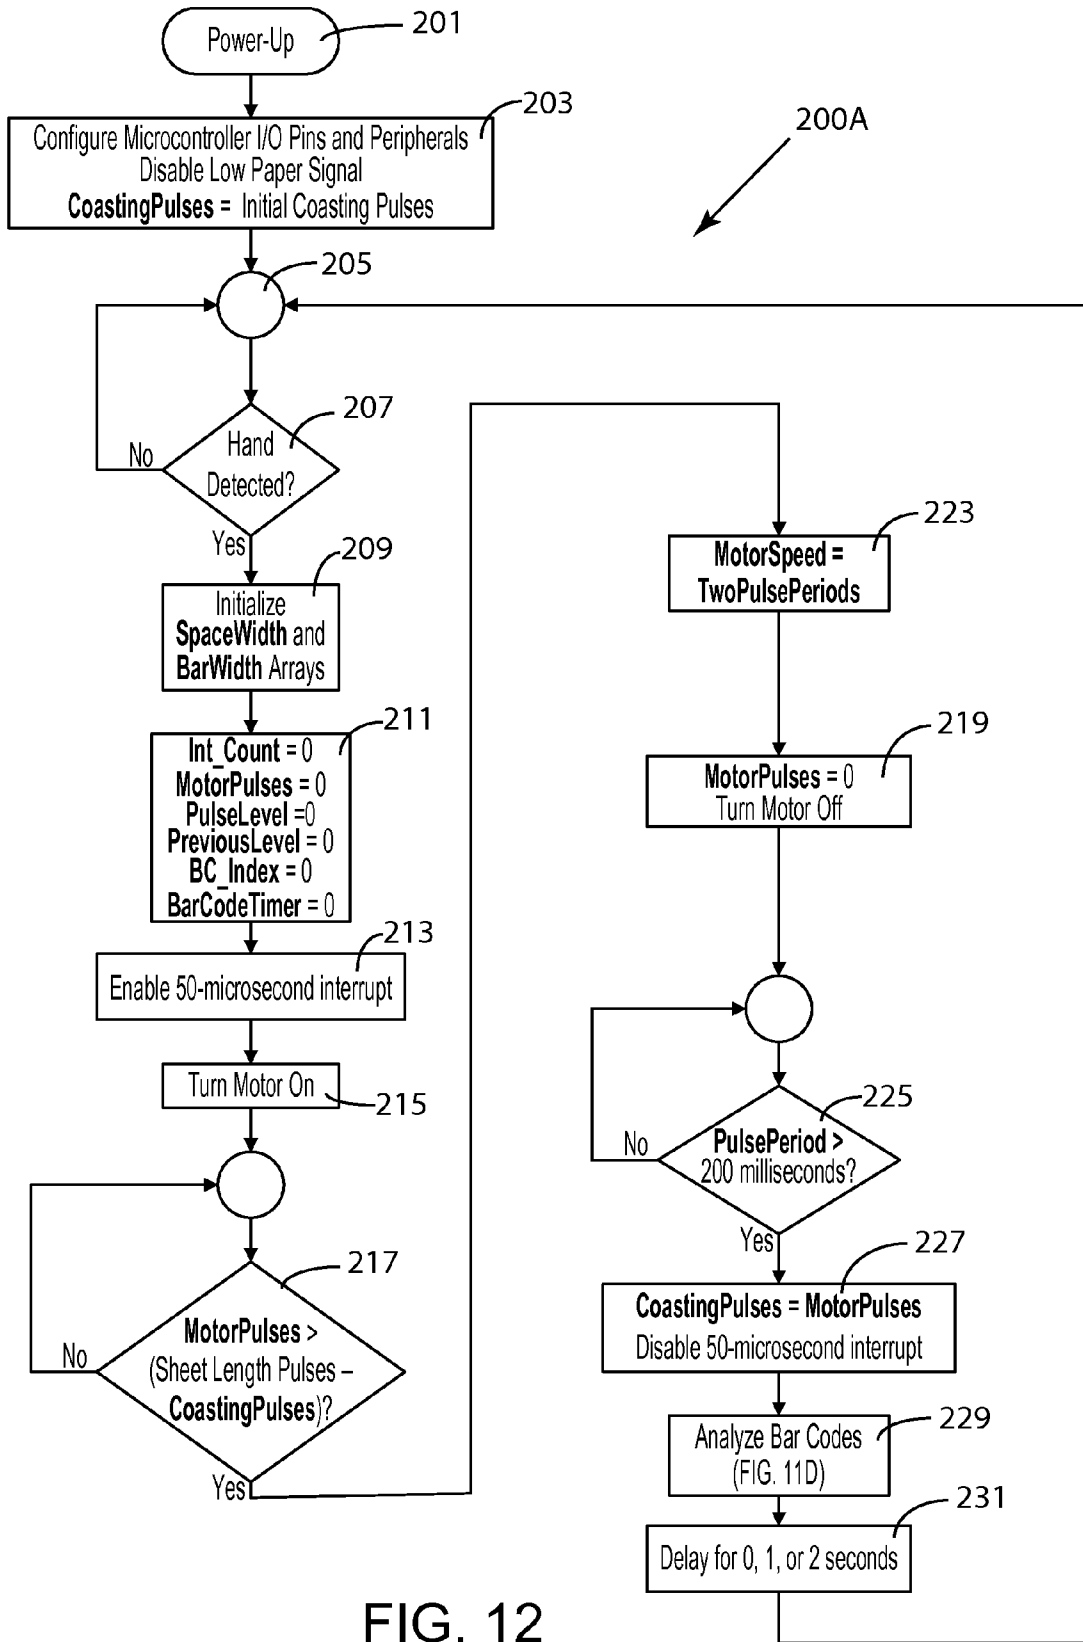 Power-Up
201
203
Configure Microcontroller I/O Pins and Peripherals
Disable Low Paper Signal
CoastingPulses = Initial Coasting Pulses
200A
205
207
Hand
Detected?
No
Yes
209
Initialize
SpaceWidth and
BarWidth Arrays
211
Int_Count = 0
MotorPulses = 0
PulseLevel =0
PreviousLevel = 0
BC_Index = 0
BarCodeTimer = 0
213
Enable 50-microsecond interrupt
Turn Motor On
215
217
MotorPulses >
(Sheet Length Pulses –
CoastingPulses)?
No
Yes
223
MotorSpeed =
TwoPulsePeriods
219
MotorPulses = 0
Turn Motor Off
225
PulsePeriod >
200 milliseconds?
No
Yes
227
CoastingPulses = MotorPulses
Disable 50-microsecond interrupt
229
Analyze Bar Codes
(FIG. 11D)
231
Delay for 0, 1, or 2 seconds
FIG. 12